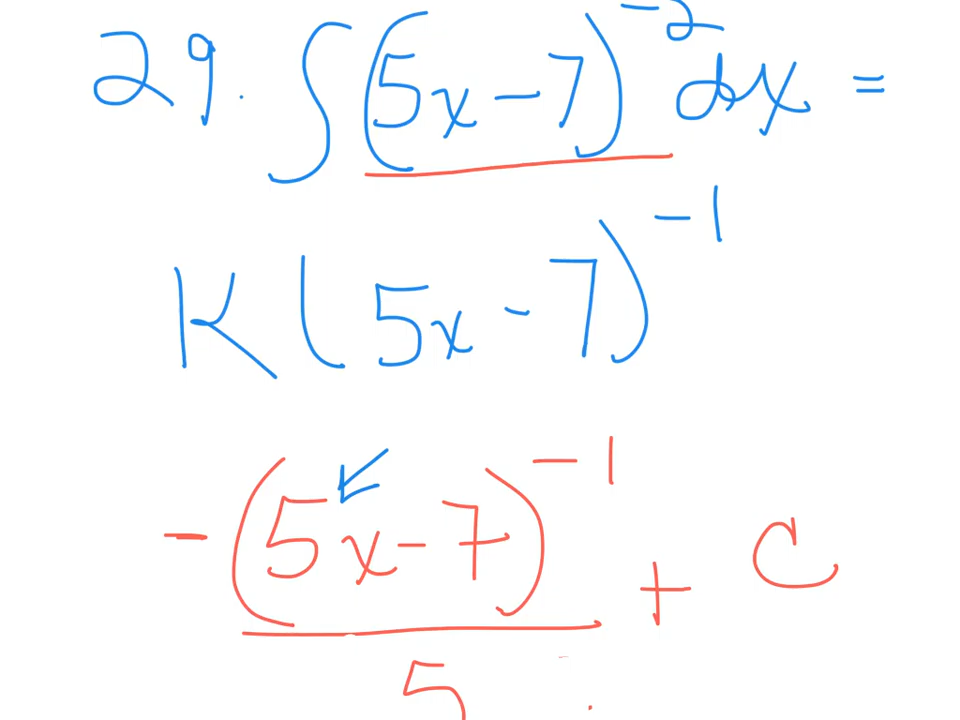 29. ∫(5x-7)^-2 dx =
K(5x-7)^-1
-(5x-7)^-1 + C
5